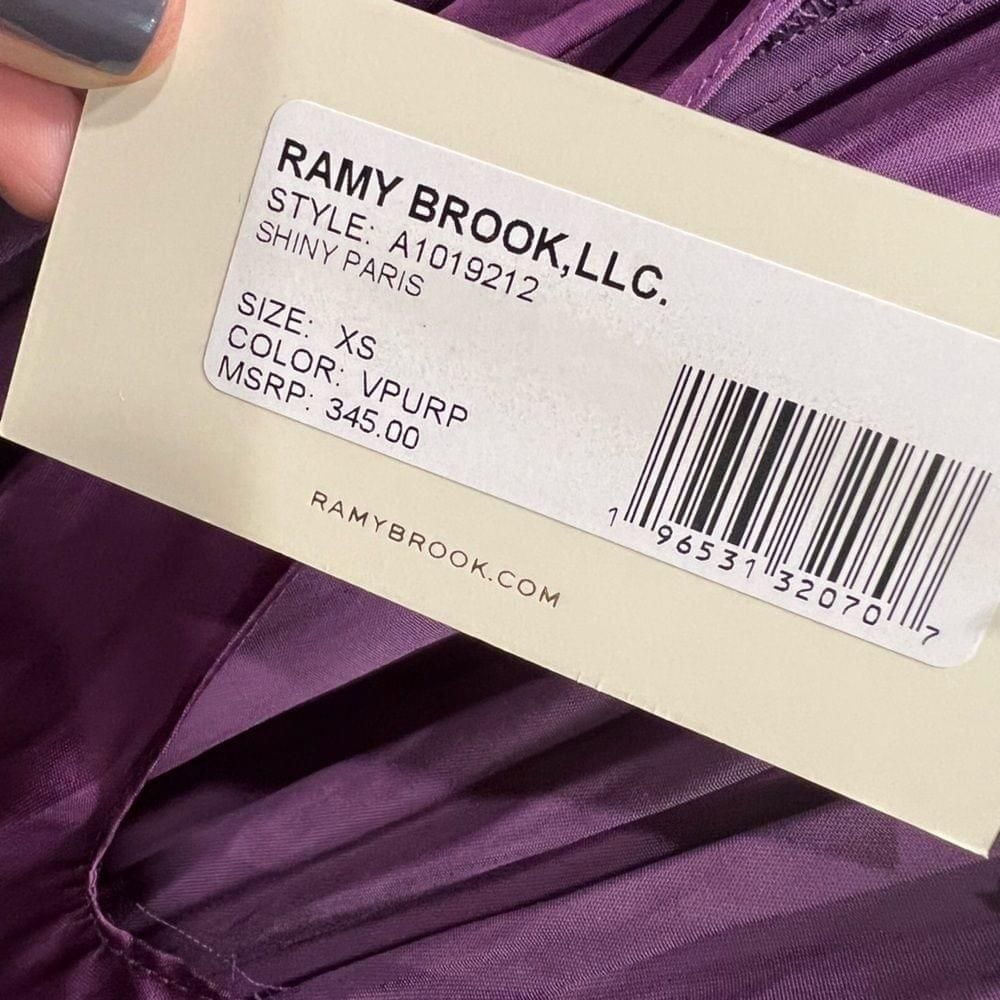 RAMY BROOK,LLC.
STYLE: A1019212
SHINY PARIS
SIZE: XS
COLOR: VPURP
MSRP: 345.00
1 96531 32070 7
RAMYBROOK.COM